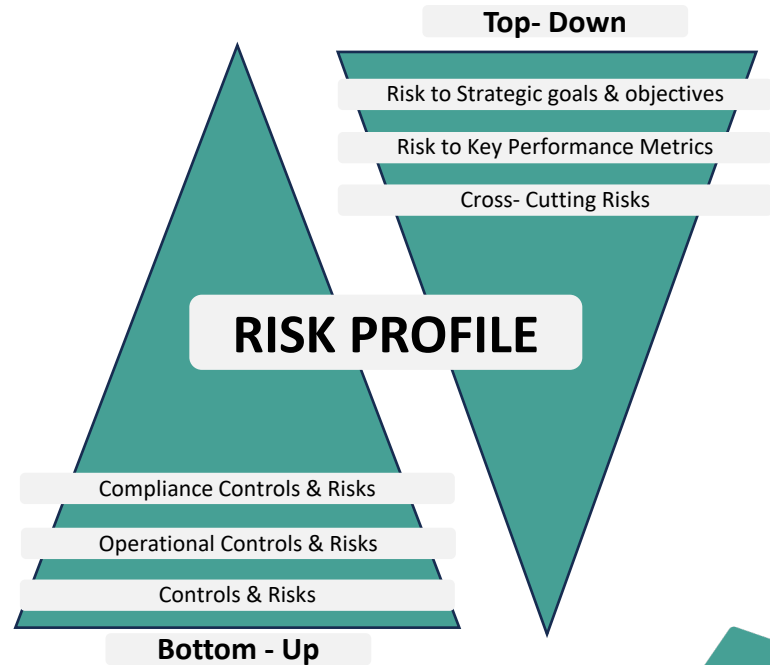 Top- Down
Risk to Strategic goals & objectives
Risk to Key Performance Metrics
Cross- Cutting Risks
RISK PROFILE
Compliance Controls & Risks
Operational Controls & Risks
Controls & Risks
Bottom - Up